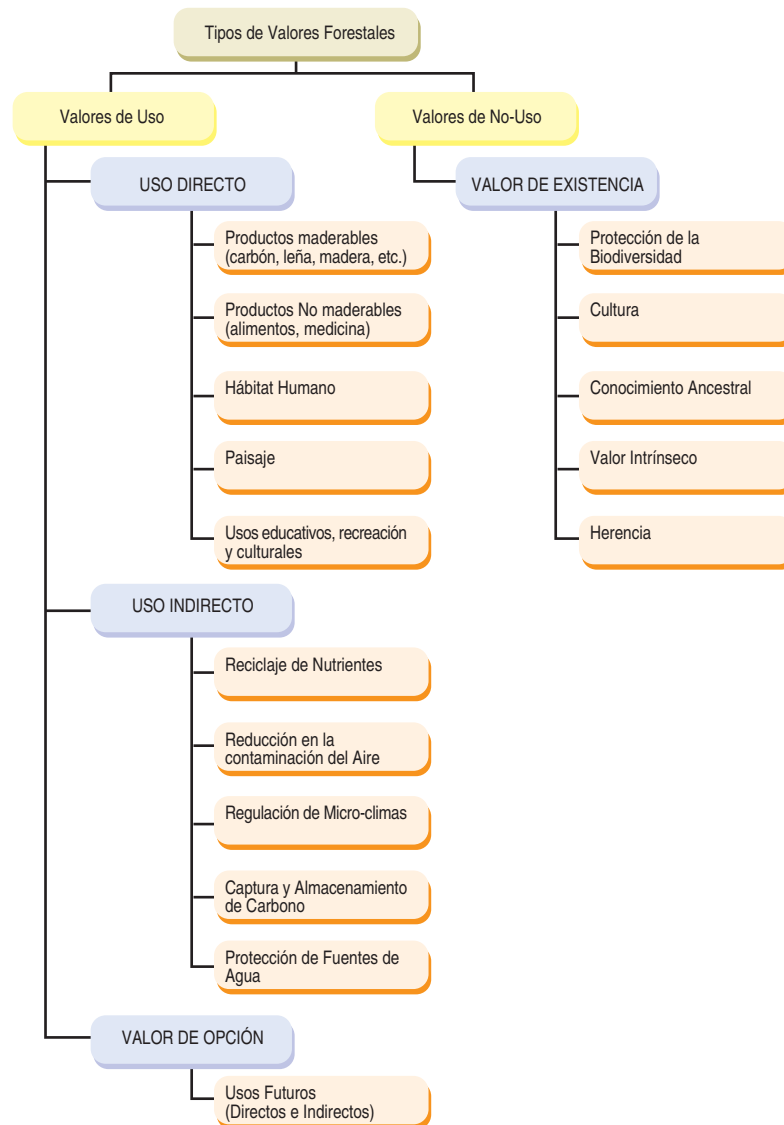 Tipos de Valores Forestales
Valores de Uso
Valores de No-Uso
USO DIRECTO
Productos maderables
(carbón, leña, madera, etc.)
Productos No maderables
(alimentos, medicina)
Hábitat Humano
Paisaje
Usos educativos, recreación
y culturales
USO INDIRECTO
Reciclaje de Nutrientes
Reducción en la
contaminación del Aire
Regulación de Micro-climas
Captura y Almacenamiento
de Carbono
Protección de Fuentes de
Agua
VALOR DE OPCIÓN
Usos Futuros
(Directos e Indirectos)
VALOR DE EXISTENCIA
Protección de la
Biodiversidad
Cultura
Conocimiento Ancestral
Valor Intrínseco
Herencia